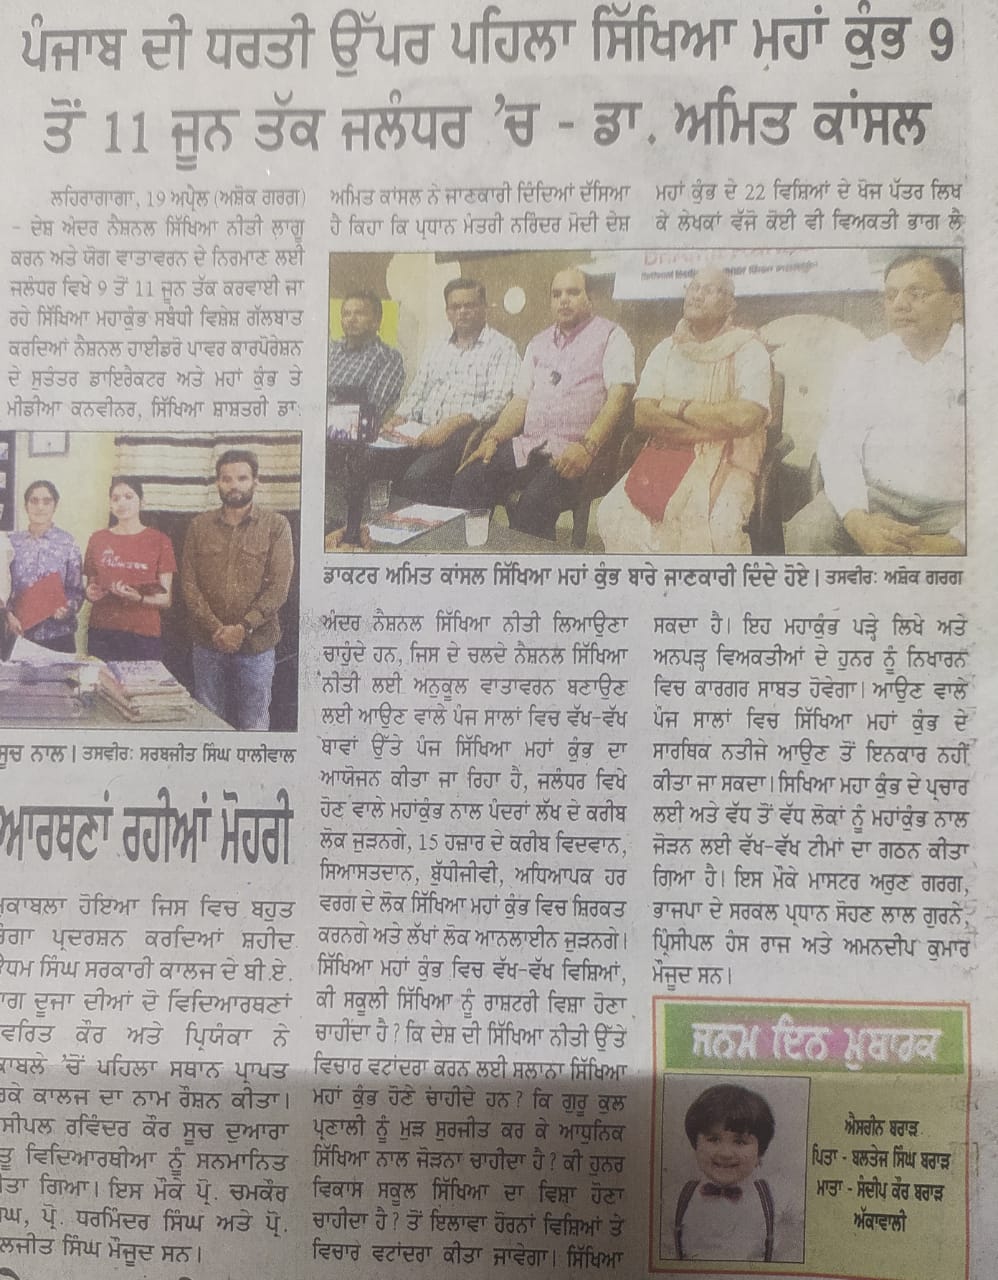 ਪੰਜਾਬ ਦੀ ਧਰਤੀ ਉੱਪਰ ਪਹਿਲਾ ਸਿੱਖਿਆ ਮਹਾਂ ਕੁੰਭ 9
ਤੋਂ 11 ਜੂਨ ਤੱਕ ਜਲੰਧਰ 'ਚ - ਡਾ. ਅਮਿਤ ਕਾਂਸਲ
ਲਹਿਰਾਗਾਗਾ, 19 ਅਪ੍ਰੈਲ (ਅਸ਼ੋਕ ਗਰਗ)
- ਦੇਸ਼ ਅੰਦਰ ਨੈਸ਼ਨਲ ਸਿੱਖਿਆ ਨੀਤੀ ਲਾਗੂ
ਕਰਨ ਅਤੇ ਯੋਗ ਵਾਤਾਵਰਨ ਦੇ ਨਿਰਮਾਣ ਲਈ
ਜਲੰਧਰ ਵਿਖੇ 9 ਤੋਂ 11 ਜੂਨ ਤੱਕ ਕਰਵਾਈ ਜਾ
ਰਹੇ ਸਿੱਖਿਆ ਮਹਾਕੁੰਭ ਸਬੰਧੀ ਵਿਸ਼ੇਸ਼ ਗੱਲਬਾਤ
ਕਰਦਿਆਂ ਨੈਸ਼ਨਲ ਹਾਈਡਰੋ ਪਾਵਰ ਕਾਰਪੋਰੇਸ਼ਨ
ਦੇ ਸੁਤੰਤਰ ਡਾਇਰੈਕਟਰ ਅਤੇ ਮਹਾਂ ਕੁੰਭ ਤੇ
ਮੀਡੀਆ ਕਨਵੀਨਰ, ਸਿੱਖਿਆ ਸ਼ਾਸ਼ਤਰੀ ਡਾ:
ਅਮਿਤ ਕਾਂਸਲ ਨੇ ਜਾਣਕਾਰੀ ਦਿੰਦਿਆਂ ਦੱਸਿਆ
ਹੈ ਕਿਹਾ ਕਿ ਪ੍ਰਧਾਨ ਮੰਤਰੀ ਨਰਿੰਦਰ ਮੋਦੀ ਦੇਸ਼
ਡਾਕਟਰ ਅਮਿਤ ਕਾਂਸਲ ਸਿੱਖਿਆ ਮਹਾਂ ਕੁੰਭ ਬਾਰੇ ਜਾਣਕਾਰੀ ਦਿੰਦੇ ਹੋਏ। ਤਸਵੀਰ: ਅਸ਼ੋਕ ਗਰਗ
ਅੰਦਰ ਨੈਸ਼ਨਲ ਸਿੱਖਿਆ ਨੀਤੀ ਲਿਆਉਣਾ
ਚਾਹੁੰਦੇ ਹਨ, ਜਿਸ ਦੇ ਚਲਦੇ ਨੈਸ਼ਨਲ ਸਿੱਖਿਆ
ਨੀਤੀ ਲਈ ਅਨੁਕੂਲ ਵਾਤਾਵਰਨ ਬਣਾਉਣ
ਲਈ ਆਉਣ ਵਾਲੇ ਪੰਜ ਸਾਲਾਂ ਵਿਚ ਵੱਖ-ਵੱਖ
ਥਾਵਾਂ ਉੱਤੇ ਪੰਜ ਸਿੱਖਿਆ ਮਹਾਂ ਕੁੰਭ ਦਾ
ਆਯੋਜਨ ਕੀਤਾ ਜਾ ਰਿਹਾ ਹੈ, ਜਲੰਧਰ ਵਿਖੇ
ਹੋਣ ਵਾਲੇ ਮਹਾਂਕੁੰਭ ਨਾਲ ਪੰਦਰਾਂ ਲੱਖ ਦੇ ਕਰੀਬ
ਲੋਕ ਜੁੜਨਗੇ, 15 ਹਜ਼ਾਰ ਦੇ ਕਰੀਬ ਵਿਦਵਾਨ,
ਸਿਆਸਤਦਾਨ, ਬੁੱਧੀਜੀਵੀ, ਅਧਿਆਪਕ ਹਰ
ਵਰਗ ਦੇ ਲੋਕ ਸਿੱਖਿਆ ਮਹਾਂ ਕੁੰਭ ਵਿਚ ਸ਼ਿਰਕਤ
ਕਰਨਗੇ ਅਤੇ ਲੱਖਾਂ ਲੋਕ ਆਨਲਾਈਨ ਜੁੜਨਗੇ।
ਸਿੱਖਿਆ ਮਹਾਂ ਕੁੰਭ ਵਿਚ ਵੱਖ-ਵੱਖ ਵਿਸ਼ਿਆਂ,
ਕੀ ਸਕੂਲੀ ਸਿੱਖਿਆ ਨੂੰ ਰਾਸ਼ਟਰੀ ਵਿਸ਼ਾ ਹੋਣਾ
ਚਾਹੀਦਾ ਹੈ? ਕਿ ਦੇਸ਼ ਦੀ ਸਿੱਖਿਆ ਨੀਤੀ ਉੱਤੇ
ਵਿਚਾਰ ਵਟਾਂਦਰਾ ਕਰਨ ਲਈ ਸਲਾਨਾ ਸਿੱਖਿਆ
ਮਹਾਂ ਕੁੰਭ ਹੋਣੇ ਚਾਹੀਦੇ ਹਨ? ਕਿ ਗੁਰੂ ਕੁਲ
ਪ੍ਰਣਾਲੀ ਨੂੰ ਮੁੜ ਸੁਰਜੀਤ ਕਰ ਕੇ ਆਧੁਨਿਕ
ਸਿੱਖਿਆ ਨਾਲ ਜੋੜਨਾ ਚਾਹੀਦਾ ਹੈ? ਕੀ ਹੁਨਰ
ਵਿਕਾਸ ਸਕੂਲ ਸਿੱਖਿਆ ਦਾ ਵਿਸ਼ਾ ਹੋਣਾ
ਚਾਹੀਦਾ ਹੈ? ਤੋਂ ਇਲਾਵਾ ਹੋਰਨਾਂ ਵਿਸ਼ਿਆਂ ਤੇ
ਵਿਚਾਰ ਵਟਾਂਦਰਾ ਕੀਤਾ ਜਾਵੇਗਾ। ਸਿੱਖਿਆ
ਮਹਾਂ ਕੁੰਭ ਦੇ 22 ਵਿਸ਼ਿਆਂ ਦੇ ਖੋਜ ਪੱਤਰ ਲਿਖ
ਕੇ ਲੇਖਕਾਂ ਵੱਜੋ ਕੋਈ ਵੀ ਵਿਅਕਤੀ ਭਾਗ ਲੈ
ਸਕਦਾ ਹੈ। ਇਹ ਮਹਾਕੁੰਭ ਪੜ੍ਹੇ ਲਿਖੇ ਅਤੇ
ਅਨਪੜ੍ਹ ਵਿਅਕਤੀਆਂ ਦੇ ਹੁਨਰ ਨੂੰ ਨਿਖਾਰਨ
ਵਿਚ ਕਾਰਗਰ ਸਾਬਤ ਹੋਵੇਗਾ। ਆਉਣ ਵਾਲੇ
ਪੰਜ ਸਾਲਾਂ ਵਿਚ ਸਿੱਖਿਆ ਮਹਾਂ ਕੁੰਭ ਦੇ
ਸਾਰਥਿਕ ਨਤੀਜੇ ਆਉਣ ਤੋਂ ਇਨਕਾਰ ਨਹੀਂ
ਕੀਤਾ ਜਾ ਸਕਦਾ। ਸਿਖਿਆ ਮਹਾ ਕੁੰਭ ਦੇ ਪ੍ਰਚਾਰ
ਲਈ ਅਤੇ ਵੱਧ ਤੋਂ ਵੱਧ ਲੋਕਾਂ ਨੂੰ ਮਹਾਂਕੁੰਭ ਨਾਲ
ਜੋੜਨ ਲਈ ਵੱਖ-ਵੱਖ ਟੀਮਾਂ ਦਾ ਗਠਨ ਕੀਤਾ
ਗਿਆ ਹੈ। ਇਸ ਮੌਕੇ ਮਾਸਟਰ ਅਰੁਣ ਗਰਗ,
ਭਾਜਪਾ ਦੇ ਸਰਕਲ ਪ੍ਰਧਾਨ ਸੋਹਣ ਲਾਲ ਗੁਰਨੇ,
ਪ੍ਰਿੰਸੀਪਲ ਹੰਸ ਰਾਜ ਅਤੇ ਅਮਨਦੀਪ ਕੁਮਾਰ
ਮੌਜੂਦ ਸਨ।
ਸੂਚ ਨਾਲ। ਤਸਵੀਰ: ਸਰਬਜੀਤ ਸਿੰਘ ਧਾਲੀਵਾਲ
ਆਰਥਣਾਂ ਰਹੀਆਂ ਮੋਹਰੀ
ਮੁਕਾਬਲਾ ਹੋਇਆ ਜਿਸ ਵਿਚ ਬਹੁਤ
ਚੰਗਾ ਪ੍ਰਦਰਸ਼ਨ ਕਰਦਿਆਂ ਸ਼ਹੀਦ
ਊਧਮ ਸਿੰਘ ਸਰਕਾਰੀ ਕਾਲਜ ਦੇ ਬੀ.ਏ.
ਭਾਗ ਦੂਜਾ ਦੀਆਂ ਦੋ ਵਿਦਿਆਰਥਣਾਂ
ਵਰਿਤ ਕੌਰ ਅਤੇ ਪ੍ਰਿਯੰਕਾ ਨੇ
ਕਾਬਲੇ 'ਚੋਂ ਪਹਿਲਾ ਸਥਾਨ ਪ੍ਰਾਪਤ
ਕੇ ਕਾਲਜ ਦਾ ਨਾਮ ਰੌਸ਼ਨ ਕੀਤਾ।
ਸੀਪਲ ਰਵਿੰਦਰ ਕੌਰ ਸੂਚ ਦੁਆਰਾ
ਤੂ ਵਿਦਿਆਰਥੀਆ ਨੂੰ ਸਨਮਾਨਿਤ
ਤਾ ਗਿਆ। ਇਸ ਮੌਕੇ ਪ੍ਰੋ. ਚਮਕੌਰ
ਘ, ਪ੍ਰੋ. ਧਰਮਿੰਦਰ ਸਿੰਘ ਅਤੇ ਪ੍ਰੋ.
ਲਜੀਤ ਸਿੰਘ ਮੌਜੂਦ ਸਨ।
ਜਨਮ ਦਿਨ ਮੁਬਾਰਕ
ਐਸਰੀਨ ਬਰਾੜ
ਪਿਤਾ - ਬਲਤੇਜ ਸਿੰਘ ਬਰਾੜ
ਮਾਤਾ - ਸੰਦੀਪ ਕੌਰ ਬਰਾੜ
ਅੱਕਾਵਾਲੀ